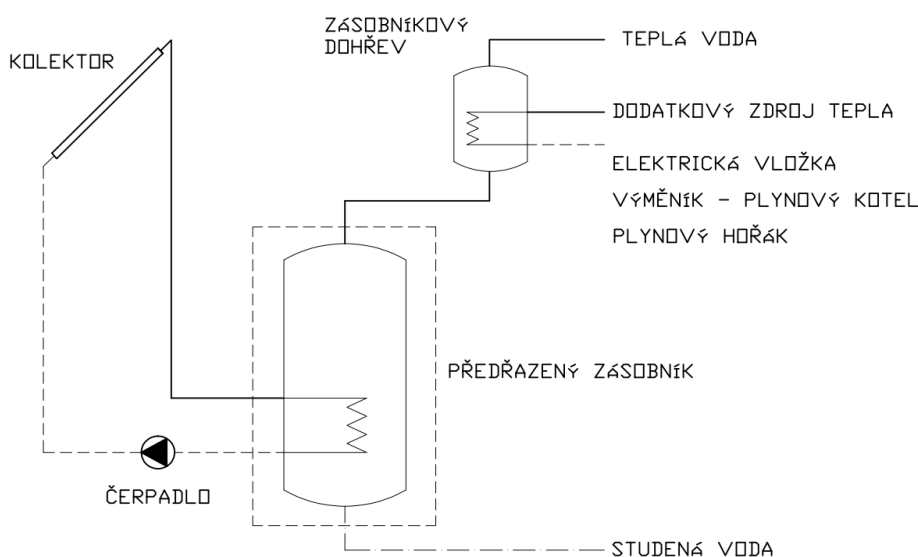 ZÁSOBNÍKOVÝ
DOHŘEV
TEPLÁ VODA
KOLEKTOR
DODATKOVÝ ZDROJ TEPLA
ELEKTRICKÁ VLOŽKA
VÝMĚNÍK - PLYNOVÝ KOTEL
PLYNOVÝ HOŘÁK
PŘEDŘAZENÝ ZÁSOBNÍK
ČERPADLO
STUDENÁ VODA